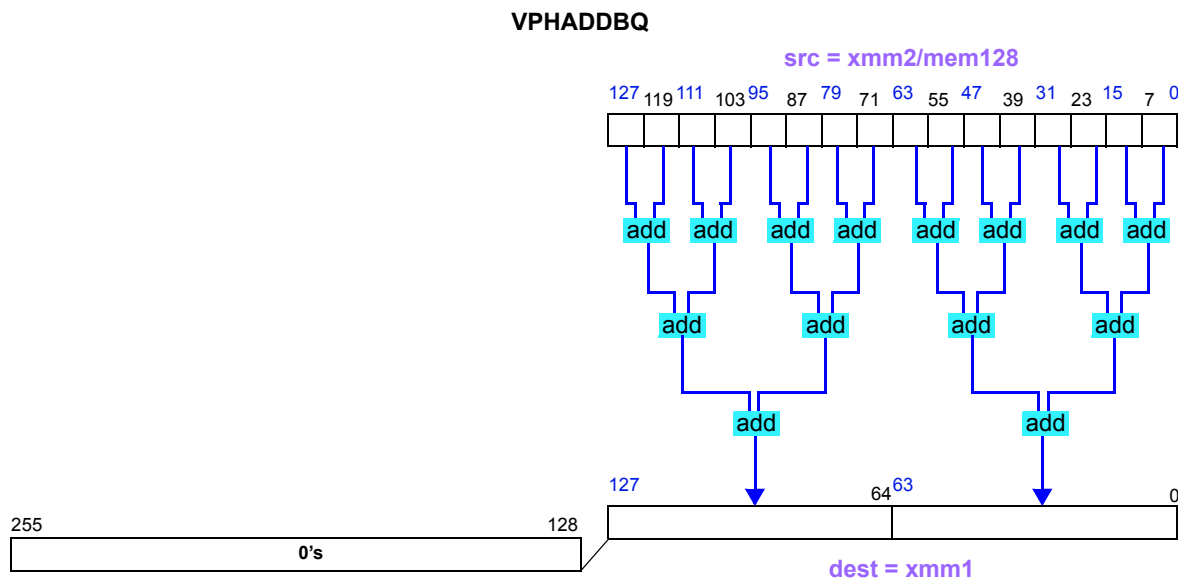 VPHADDBQ
src = xmm2/mem128
127 119 111 103 95 87 79 71 63 55 47 39 31 23 15 7 0
add add add add add add add add
add add add add
add add
127 64 63 0
255 128
0's
dest = xmm1